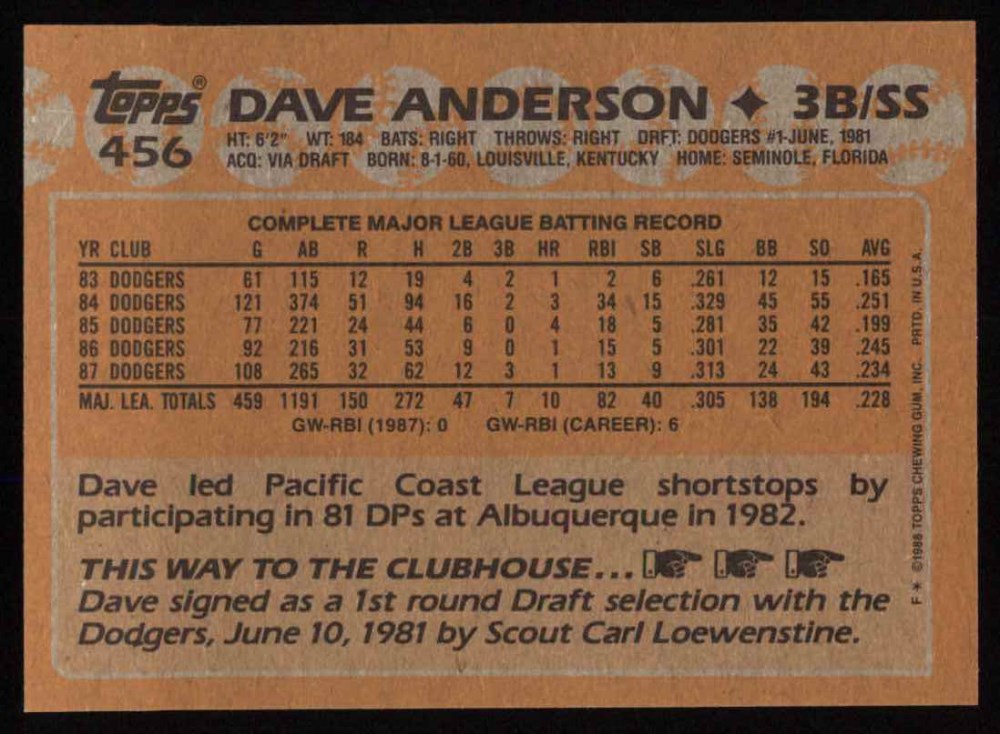 Topps® DAVE ANDERSON ✦ 3B/SS
456
HT: 6'2" WT: 184 BATS: RIGHT THROWS: RIGHT DRFT: DODGERS #1-JUNE, 1981
ACQ: VIA DRAFT BORN: 8-1-60, LOUISVILLE, KENTUCKY HOME: SEMINOLE, FLORIDA
COMPLETE MAJOR LEAGUE BATTING RECORD
YR CLUB G AB R H 2B 3B HR RBI SB SLG BB SO AVG
83 DODGERS 61 115 12 19 4 2 1 2 6 .261 12 15 .165
84 DODGERS 121 374 51 94 16 2 3 34 15 .329 45 55 .251
85 DODGERS 77 221 24 44 6 0 4 18 5 .281 35 42 .199
86 DODGERS 92 216 31 53 9 0 1 15 5 .301 22 39 .245
87 DODGERS 108 265 32 62 12 3 1 13 9 .313 24 43 .234
MAJ. LEA. TOTALS 459 1191 150 272 47 7 10 82 40 .305 138 194 .228
GW-RBI (1987): 0 GW-RBI (CAREER): 6
Dave led Pacific Coast League shortstops by
participating in 81 DPs at Albuquerque in 1982.
THIS WAY TO THE CLUBHOUSE...
Dave signed as a 1st round Draft selection with the
Dodgers, June 10, 1981 by Scout Carl Loewenstine.
F * ©1988 TOPPS CHEWING GUM, INC. PRTD. IN U.S.A.